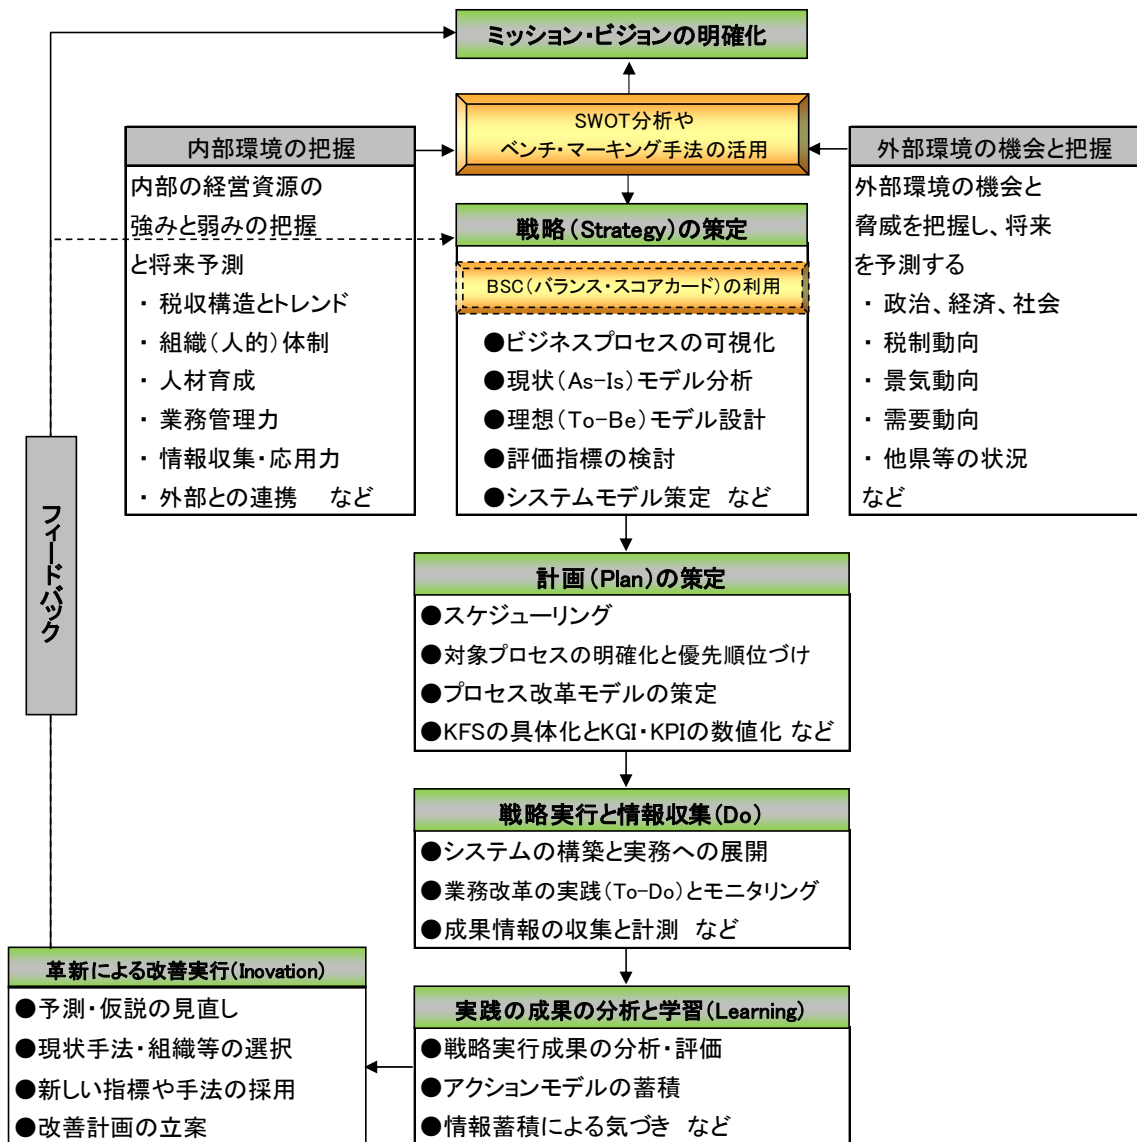 ミッション・ビジョンの明確化
SWOT分析や
ベンチ・マーキング手法の活用
内部環境の把握
内部の経営資源の
強みと弱みの把握
と将来予測
・ 税収構造とトレンド
・ 組織(人的)体制
・ 人材育成
・ 業務管理力
・ 情報収集・応用力
・ 外部との連携 など
外部環境の機会と把握
外部環境の機会と
脅威を把握し、将来
を予測する
・ 政治、経済、社会
・ 税制動向
・ 景気動向
・ 需要動向
・ 他県等の状況
など
戦略(Strategy)の策定
BSC(バランス・スコアカード)の利用
●ビジネスプロセスの可視化
●現状(As-Is)モデル分析
●理想(To-Be)モデル設計
●評価指標の検討
●システムモデル策定 など
フィードバック
計画(Plan)の策定
●スケジューリング
●対象プロセスの明確化と優先順位づけ
●プロセス改革モデルの策定
●KFSの具体化とKGI・KPIの数値化 など
戦略実行と情報収集(Do)
●システムの構築と実務への展開
●業務改革の実践(To-Do)とモニタリング
●成果情報の収集と計測 など
実践の成果の分析と学習(Learning)
●戦略実行成果の分析・評価
●アクションモデルの蓄積
●情報蓄積による気づき など
革新による改善実行(Inovation)
●予測・仮説の見直し
●現状手法・組織等の選択
●新しい指標や手法の採用
●改善計画の立案